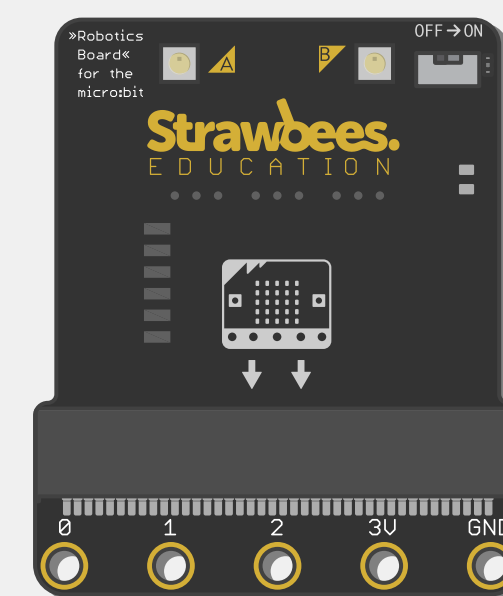 »Robotics
Board«
for the
micro:bit
A
B
OFF→ON
Strawbees.
EDUCATION
0 1 2 3V GND